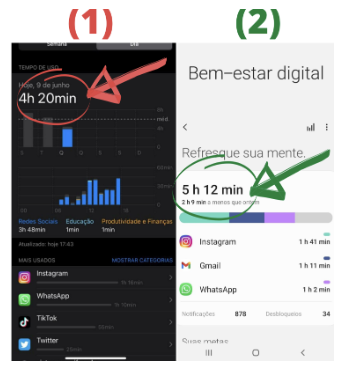 (1)
(2)
Semana
Dia
TEMPO DE USO
Hoje, 9 de junho
4h 20min
Redes Sociais
Educação
Produtividade e Finanças
3h 48min
1min
1min
Atualizado: hoje 17:43
MAIS USADOS
MOSTRAR CATEGORIAS
Instagram
WhatsApp
TikTok
Twitter
Bem-estar digital
Refresque sua mente.
5 h 12 min
2 h 9 min a menos que ontem
Instagram
1 h 41 min
Gmail
1 h 11 min
WhatsApp
1 h 2 min
Notificações
878
Desbloqueios
34
Suas metas